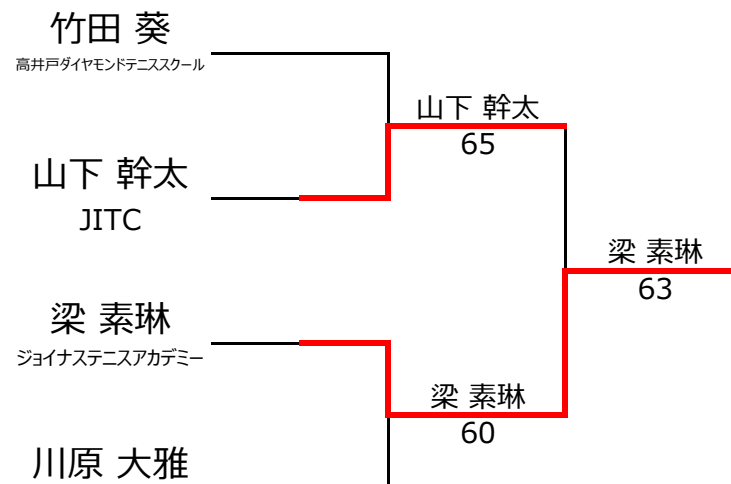 竹田 葵
高井戸ダイヤモンドテニススクール
山下 幹太
65
山下 幹太
JITC
梁 素琳
63
梁 素琳
ジョイナステニスアカデミー
梁 素琳
60
川原 大雅